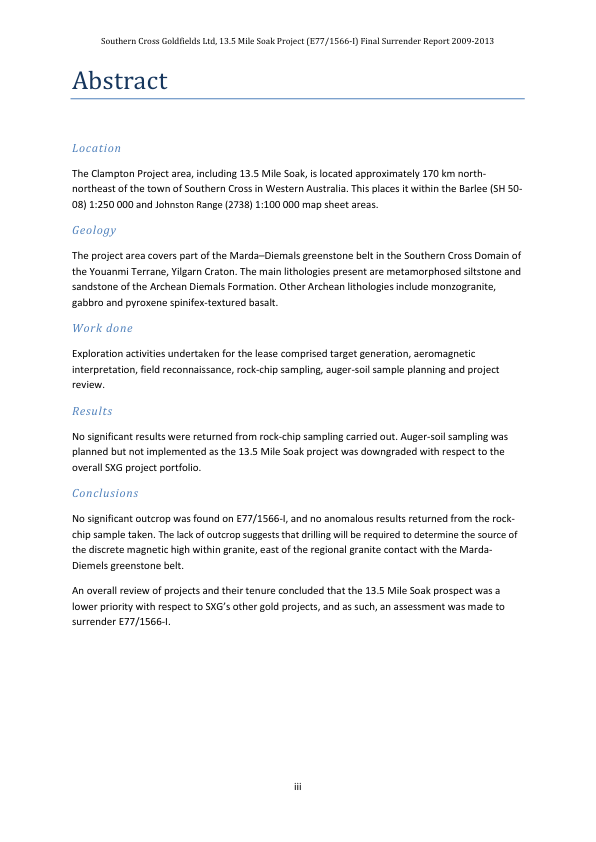 Southern Cross Goldfields Ltd, 13.5 Mile Soak Project (E77/1566-I) Final Surrender Report 2009-2013
Abstract
Location
The Clampton Project area, including 13.5 Mile Soak, is located approximately 170 km north-
northeast of the town of Southern Cross in Western Australia. This places it within the Barlee (SH 50-
08) 1:250 000 and Johnston Range (2738) 1:100 000 map sheet areas.
Geology
The project area covers part of the Marda–Diemals greenstone belt in the Southern Cross Domain of
the Youanmi Terrane, Yilgarn Craton. The main lithologies present are metamorphosed siltstone and
sandstone of the Archean Diemals Formation. Other Archean lithologies include monzogranite,
gabbro and pyroxene spinifex-textured basalt.
Work done
Exploration activities undertaken for the lease comprised target generation, aeromagnetic
interpretation, field reconnaissance, rock-chip sampling, auger-soil sample planning and project
review.
Results
No significant results were returned from rock-chip sampling carried out. Auger-soil sampling was
planned but not implemented as the 13.5 Mile Soak project was downgraded with respect to the
overall SXG project portfolio.
Conclusions
No significant outcrop was found on E77/1566-I, and no anomalous results returned from the rock-
chip sample taken. The lack of outcrop suggests that drilling will be required to determine the source of
the discrete magnetic high within granite, east of the regional granite contact with the Marda-
Diemels greenstone belt.
An overall review of projects and their tenure concluded that the 13.5 Mile Soak prospect was a
lower priority with respect to SXG's other gold projects, and as such, an assessment was made to
surrender E77/1566-I.
iii